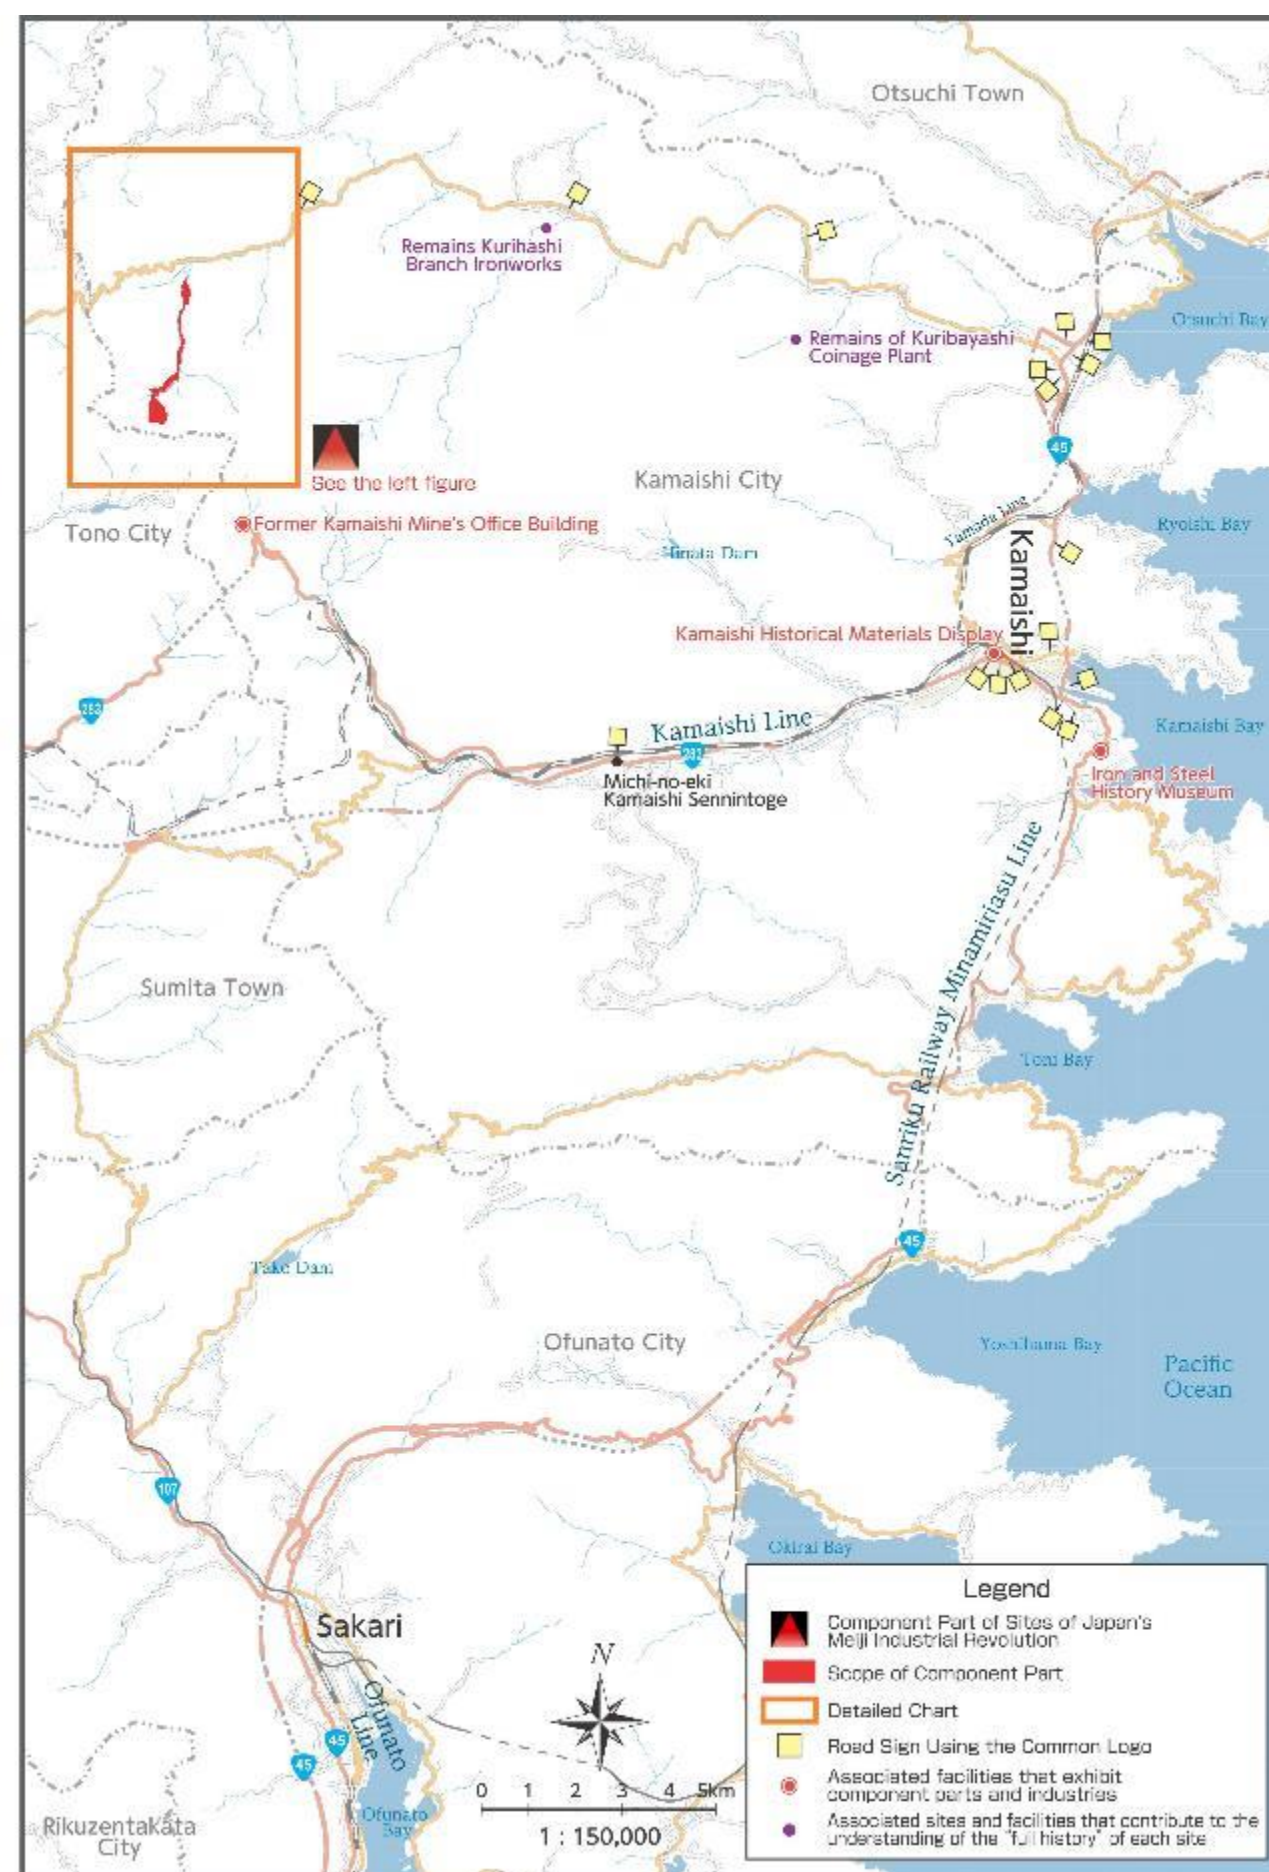 Otsuchi Town
Remains Kurihashi
Branch Ironworks
Otsuchi Bay
Remains of Kuribayashi
Coinage Plant
45
See the left figure
Kamaishi City
Former Kamaishi Mine's Office Building
Tono City
Yamada Line
Ryoishi Bay
Hinata Dam
Kamaishi
Kamaishi Historical Materials Display
283
Kamaishi Line
283
Kamaishi Bay
Michi-no-eki
Kamaishi Sennintoge
Iron and Steel
History Museum
Sanriku Railway Minamiriasu Line
Sumita Town
Toni Bay
45
Take Dam
Ofunato City
Yoshihama Bay
Pacific
Ocean
107
Okirai Bay
Sakari
Ofunato
Line
45
45
Ofunato
Bay
Rikuzentakata
City
N
0 1 2 3 4 5km
1 : 150,000
Legend
Component Part of Sites of Japan's
Meiji Industrial Revolution
Scope of Component Part
Detailed Chart
Road Sign Using the Common Logo
Associated facilities that exhibit
component parts and industries
Associated sites and facilities that contribute to the
understanding of the "full history" of each site